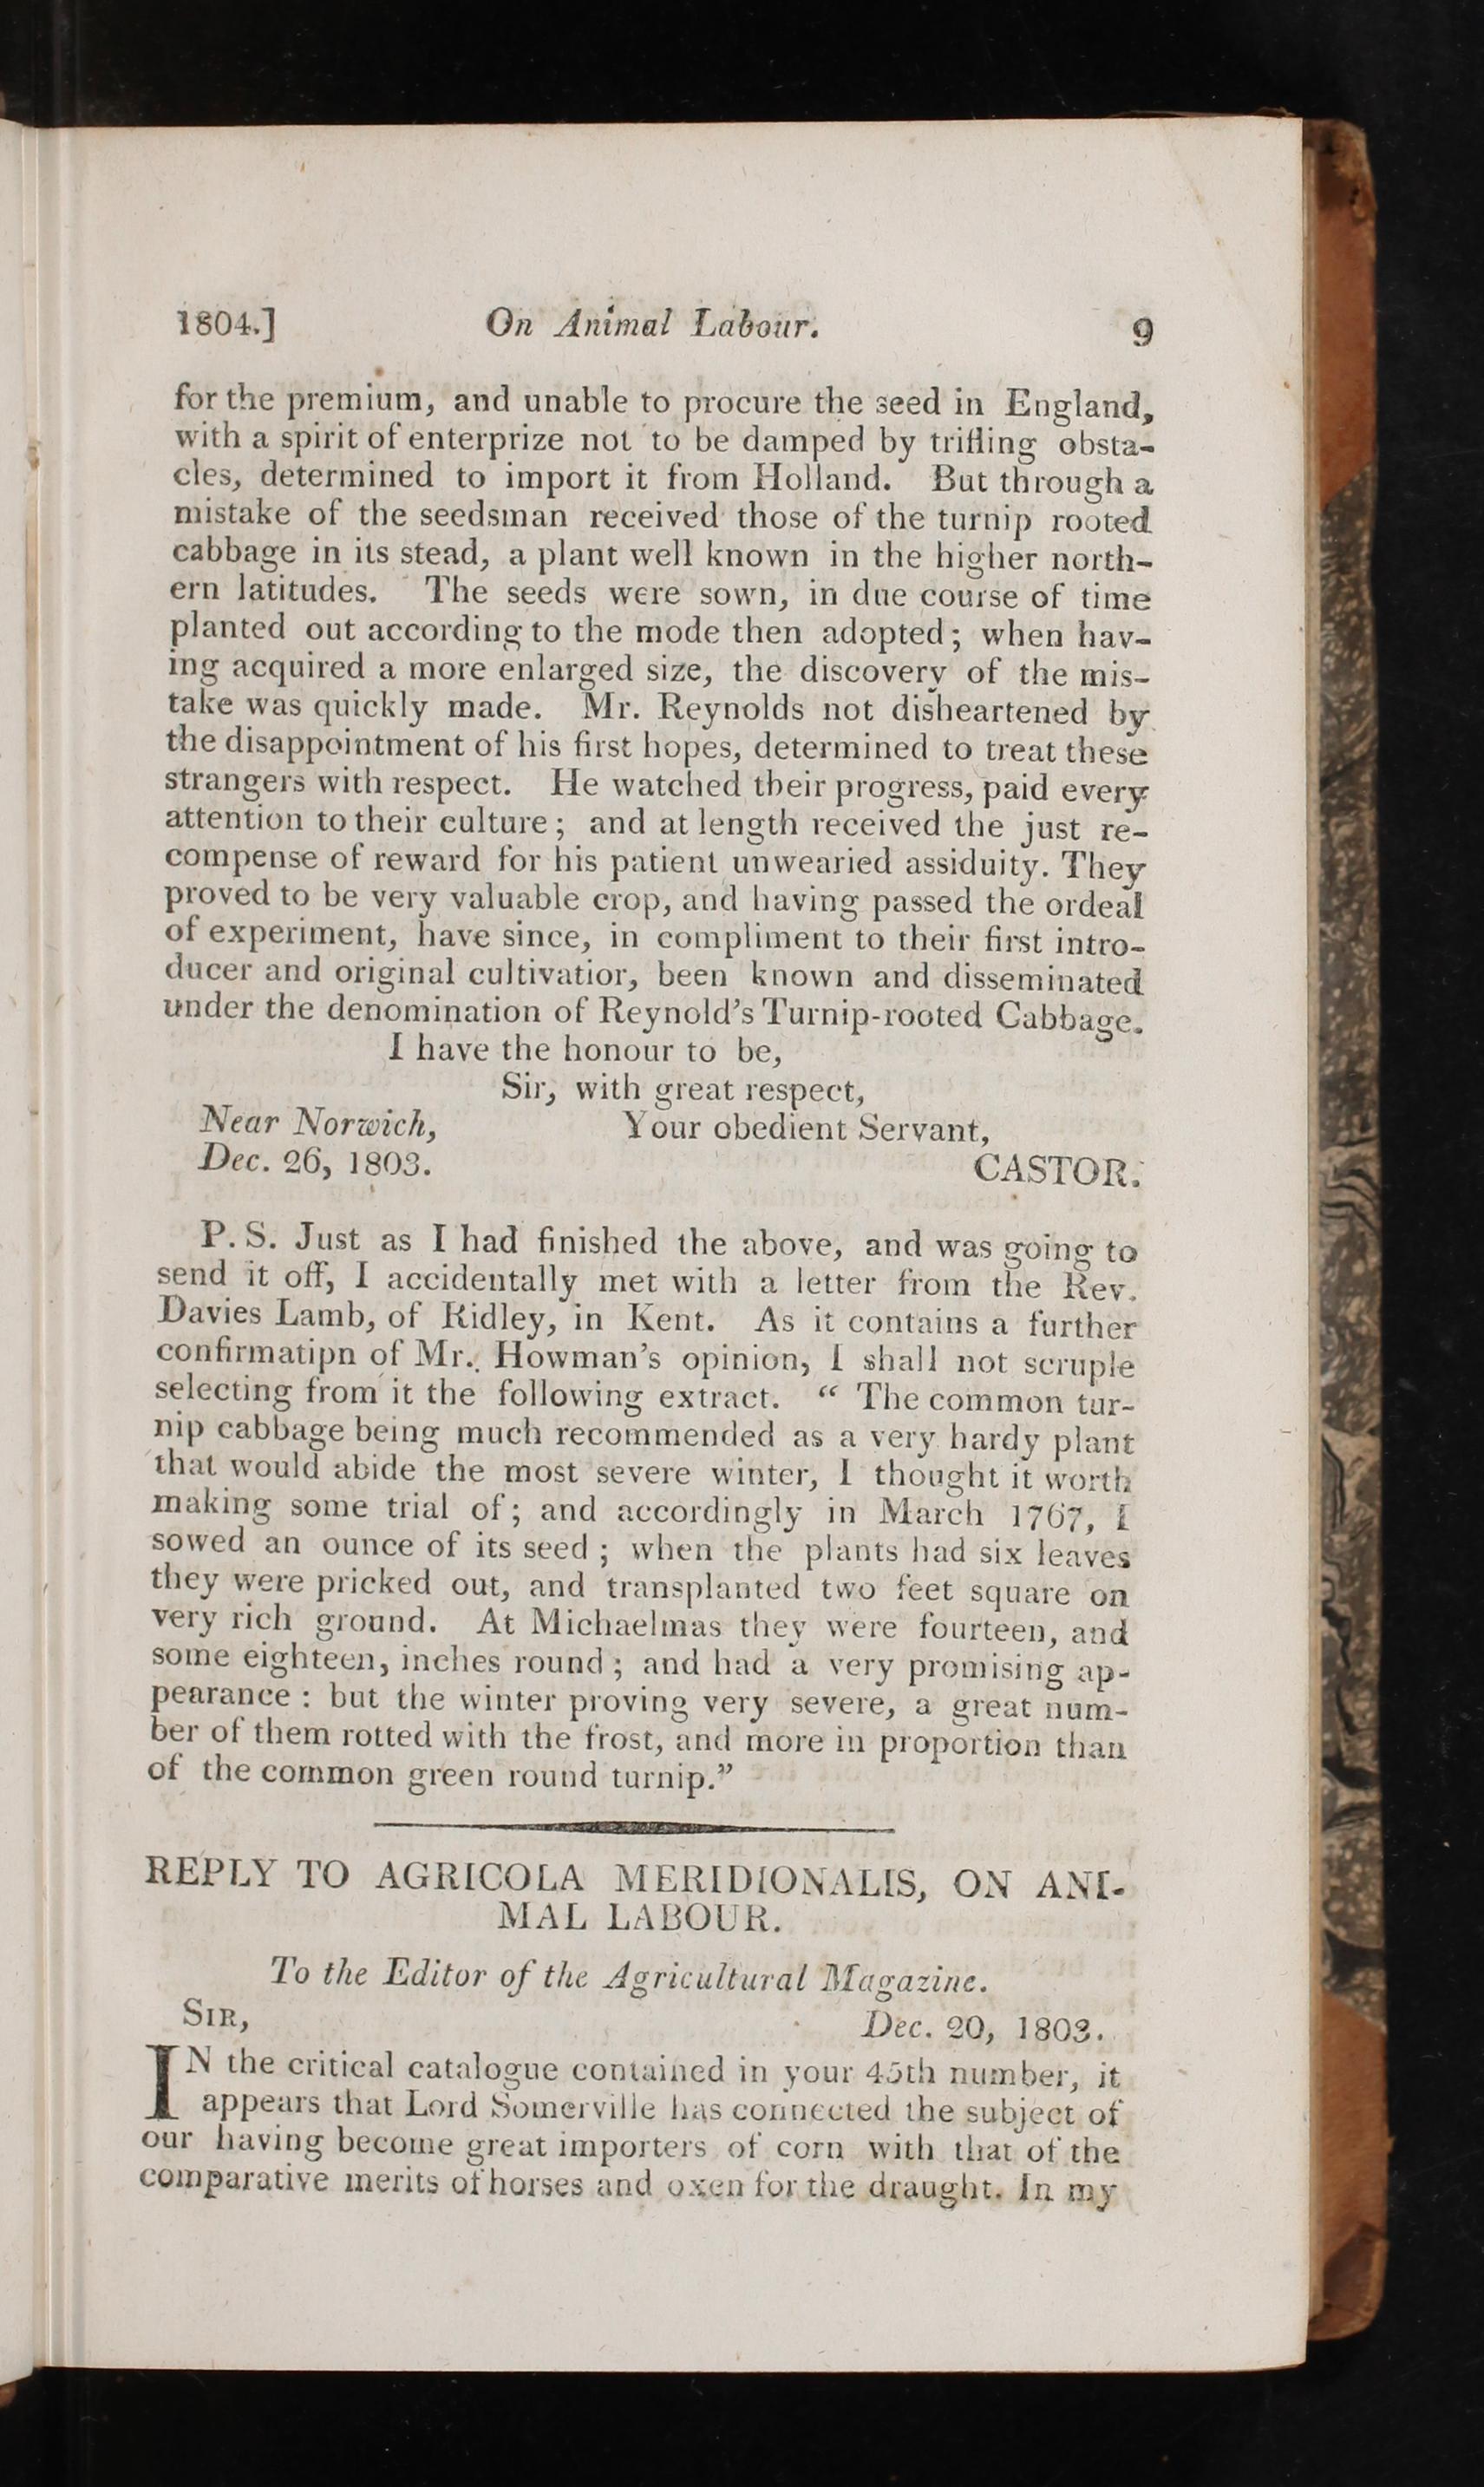 1804.] On Animal Labour. 9
for the premium, and unable to procure the seed in England,
with a spirit of enterprize not to be damped by trifling obsta-
cles, determined to import it from Holland. But through a
mistake of the seedsman received those of the turnip rooted
cabbage in its stead, a plant well known in the higher north-
ern latitudes. The seeds were sown, in due course of time
planted out according to the mode then adopted; when hav-
ing acquired a more enlarged size, the discovery of the mis-
take was quickly made. Mr. Reynolds not disheartened by
the disappointment of his first hopes, determined to treat these
strangers with respect. He watched their progress, paid every
attention to their culture; and at length received the just re-
compense of reward for his patient unwearied assiduity. They
proved to be very valuable crop, and having passed the ordeal
of experiment, have since, in compliment to their first intro-
ducer and original cultivatior, been known and disseminated
under the denomination of Reynold's Turnip-rooted Cabbage.
I have the honour to be,
Sir, with great respect,
Near Norwich, Your obedient Servant,
Dec. 26, 1803. CASTOR.
P. S. Just as I had finished the above, and was going to
send it off, I accidentally met with a letter from the Rev.
Davies Lamb, of Ridley, in Kent. As it contains a further
confirmatipn of Mr. Howman's opinion, I shall not scruple
selecting from it the following extract. “ The common tur-
nip cabbage being much recommended as a very hardy plant
that would abide the most severe winter, I thought it worth
making some trial of; and accordingly in March 1767, I
sowed an ounce of its seed ; when the plants had six leaves
they were pricked out, and transplanted two feet square on
very rich ground. At Michaelmas they were fourteen, and
some eighteen, inches round ; and had a very promising ap-
pearance : but the winter proving very severe, a great num-
ber of them rotted with the frost, and more in proportion than
of the common green round turnip.”
REPLY TO AGRICOLA MERIDIONALIS, ON ANI-
MAL LABOUR.
To the Editor of the Agricultural Magazine.
SIR, Dec. 20, 1803.
IN the critical catalogue contained in your 45th number, it
appears that Lord Somerville has connected the subject of
our having become great importers of corn with that of the
comparative merits of horses and oxen for the draught. In my